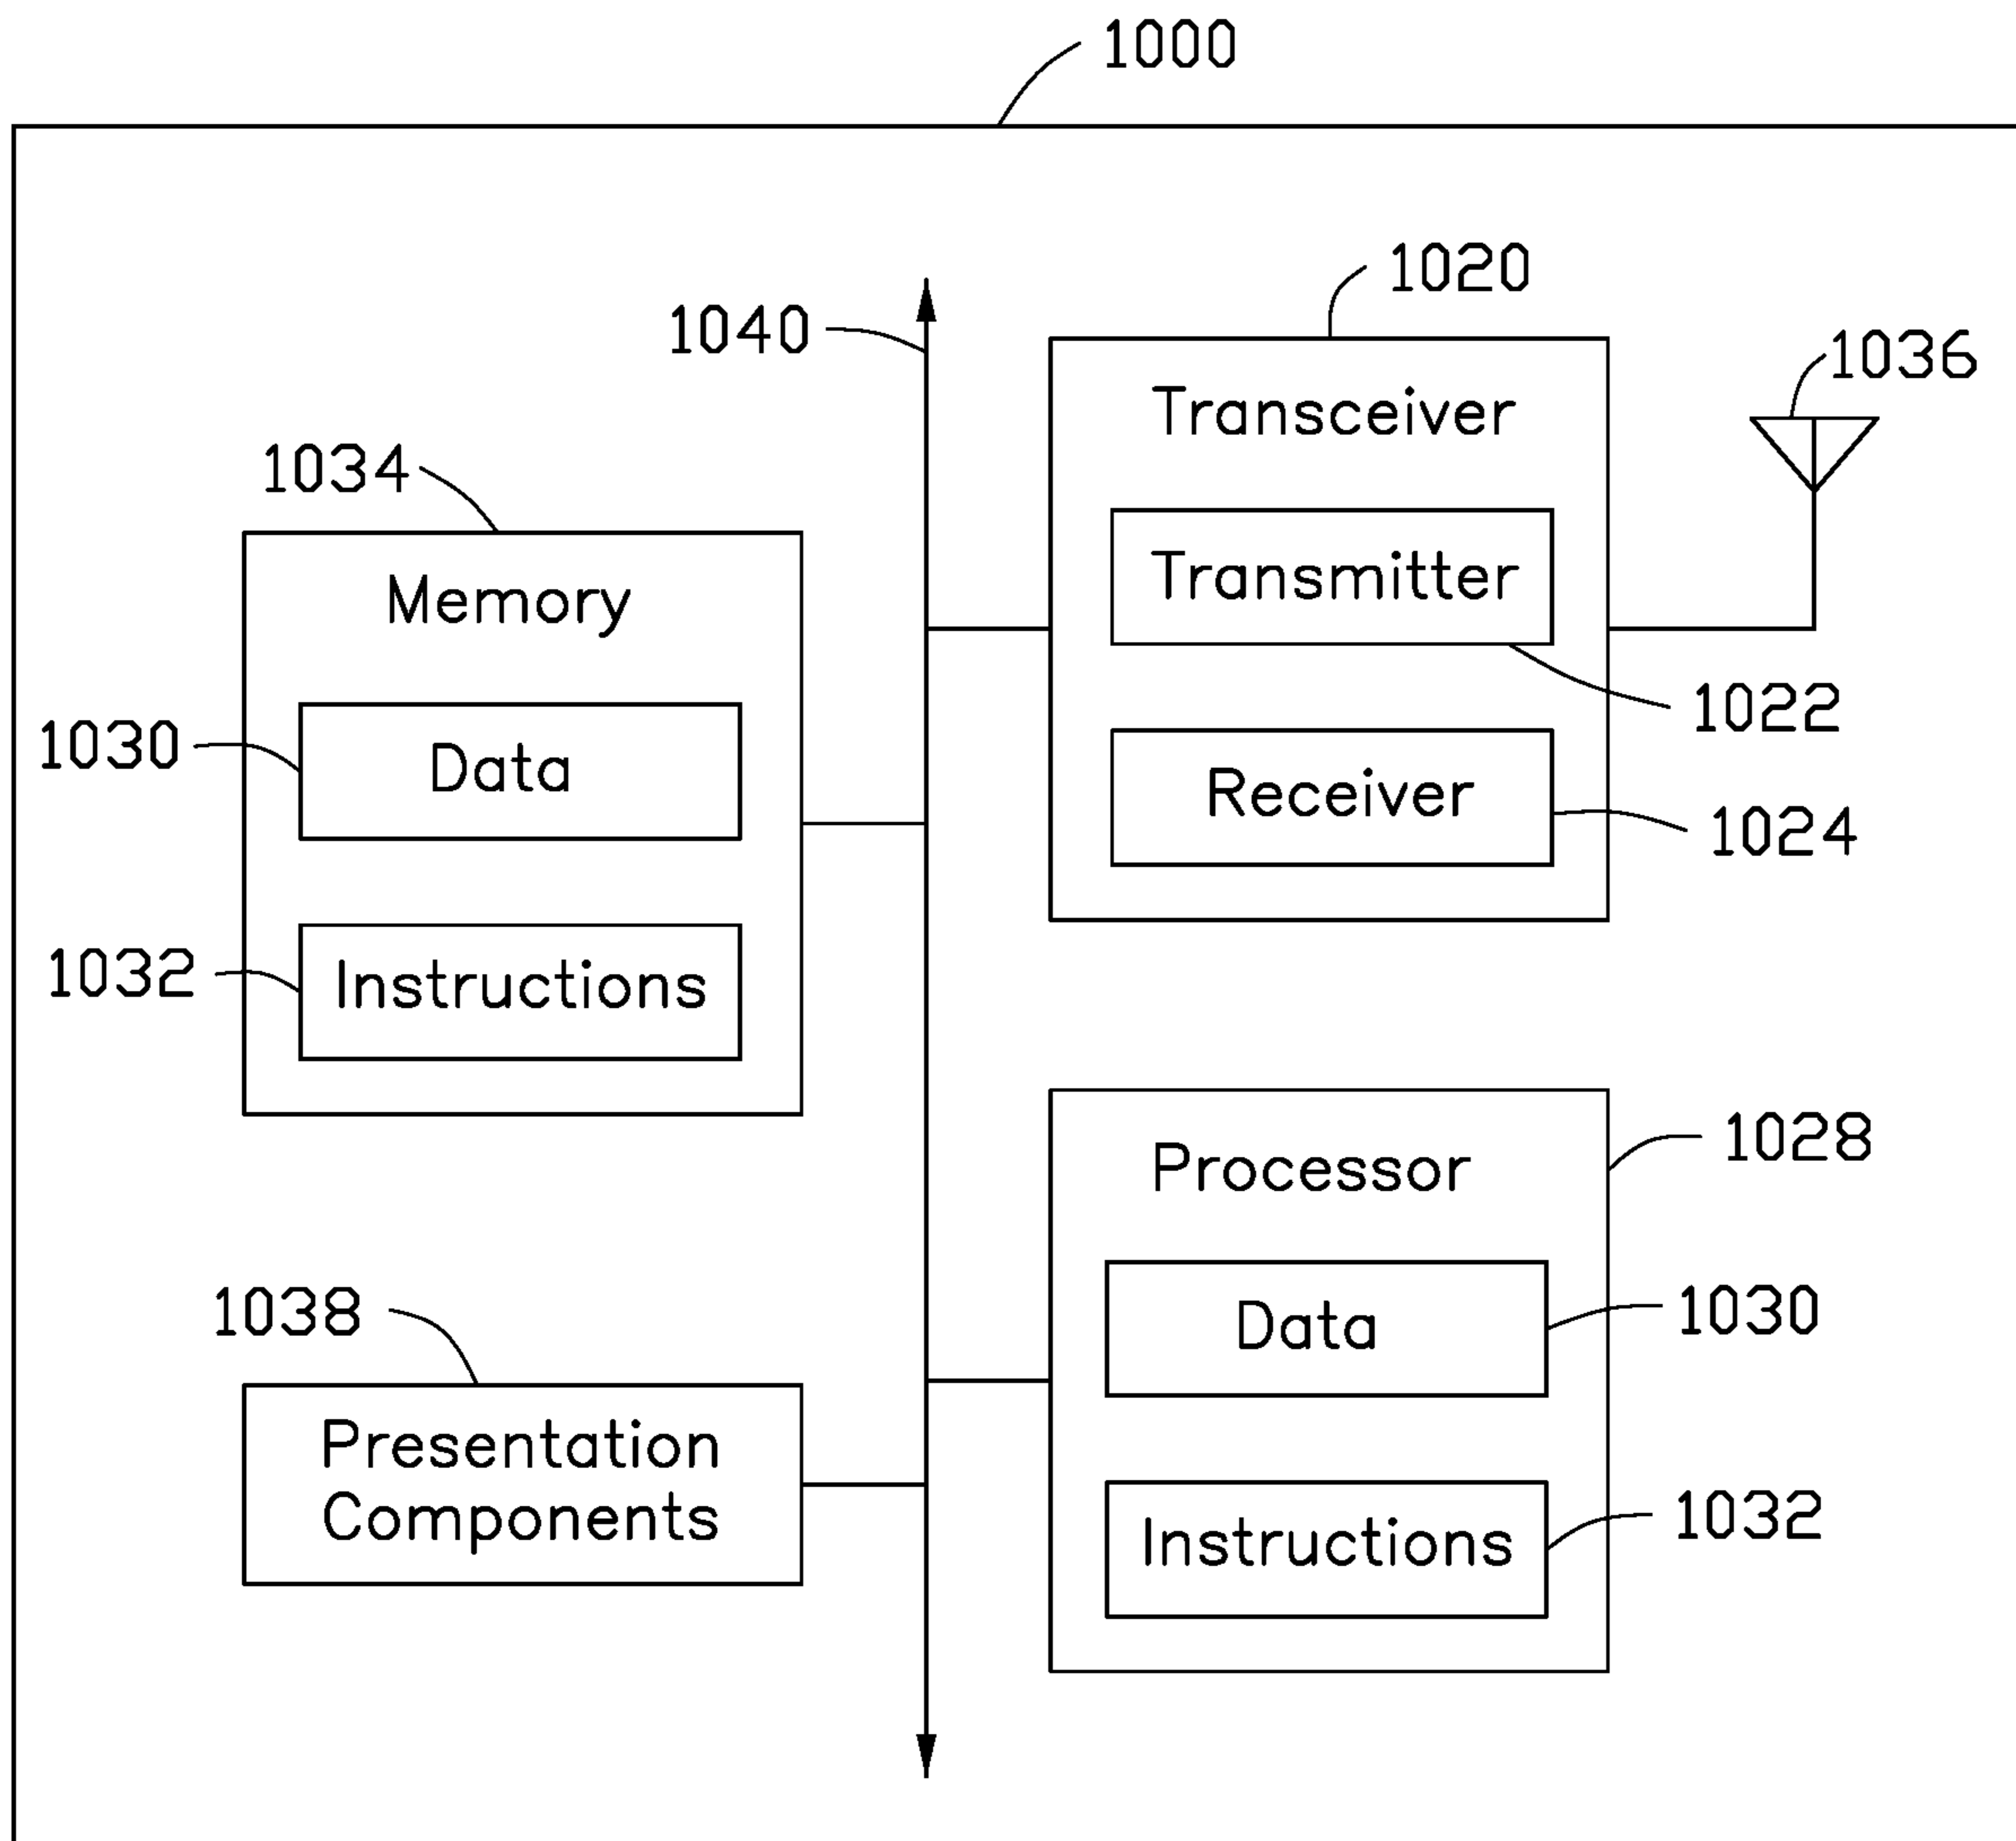 1000
1020
1040
1036
Transceiver
1034
Transmitter
Memory
1022
1030
Data
Receiver
1024
1032
Instructions
1028
Processor
1038
Data
1030
Presentation
Components
Instructions
1032